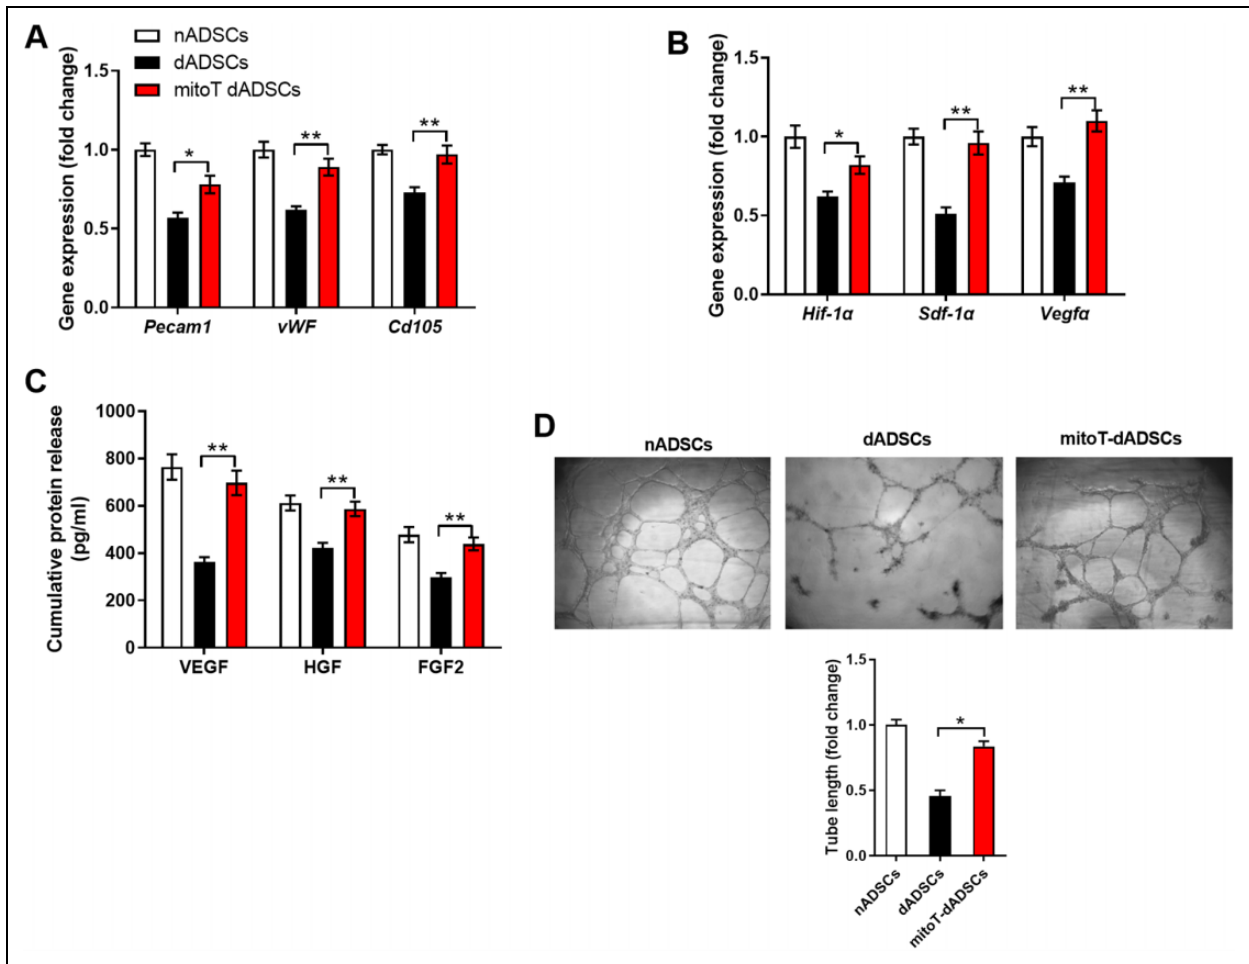 A
nADSCs
dADSCs
mitoT dADSCs
Gene expression (fold change)
1.5
1.0
0.5
0.0
*
**
**
Pecam1
vWF
Cd105
B
Gene expression (fold change)
1.5
1.0
0.5
0.0
*
**
**
Hif-1α
Sdf-1α
Vegfα
C
Cumulative protein release
(pg/ml)
1000
800
600
400
200
0
**
**
**
VEGF
HGF
FGF2
D
nADSCs
dADSCs
mitoT-dADSCs
Tube length (fold change)
1.5
1.0
0.5
0.0
*
nADSCs
dADSCs
mitoT-dADSCs